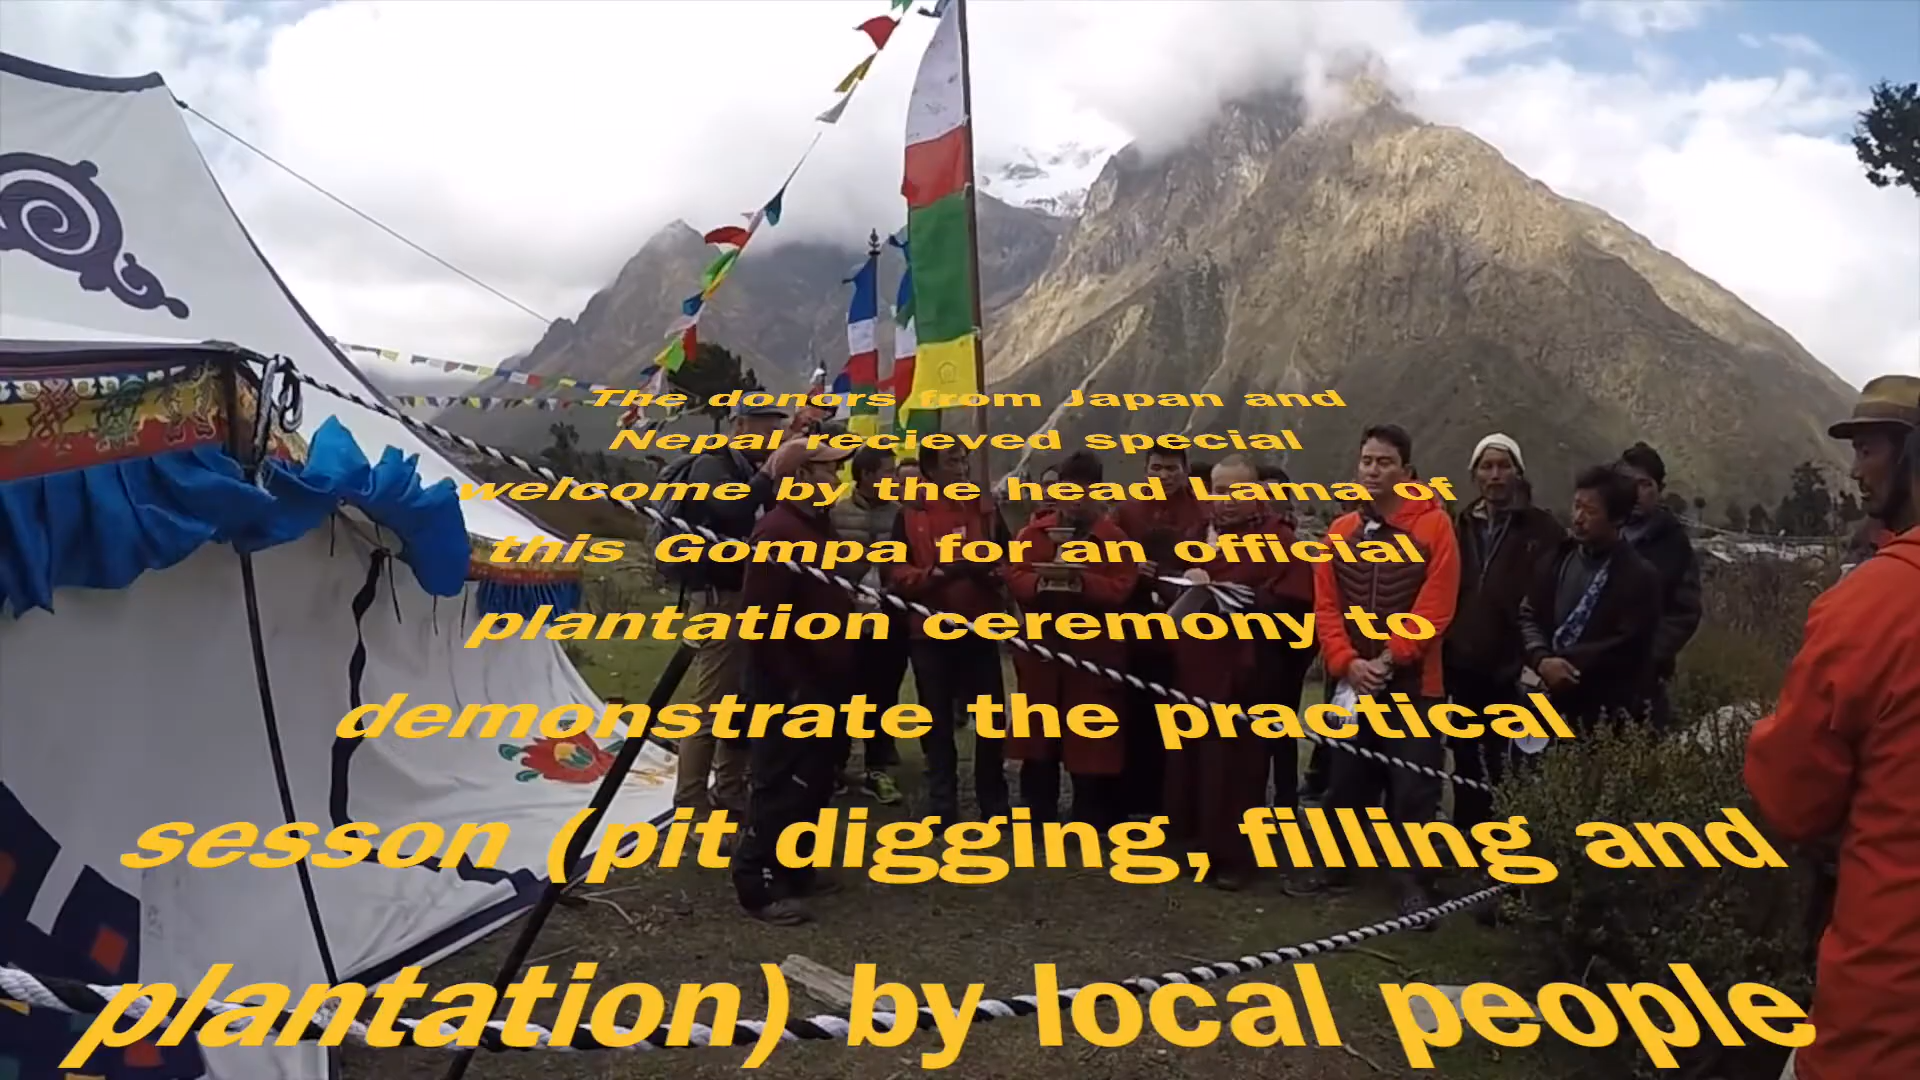 The donors from Japan and
Nepal recieved special
welcome by the head Lama of
this Gompa for an official
plantation ceremony to
demonstrate the practical
sesson (pit digging, filling and
plantation) by local people